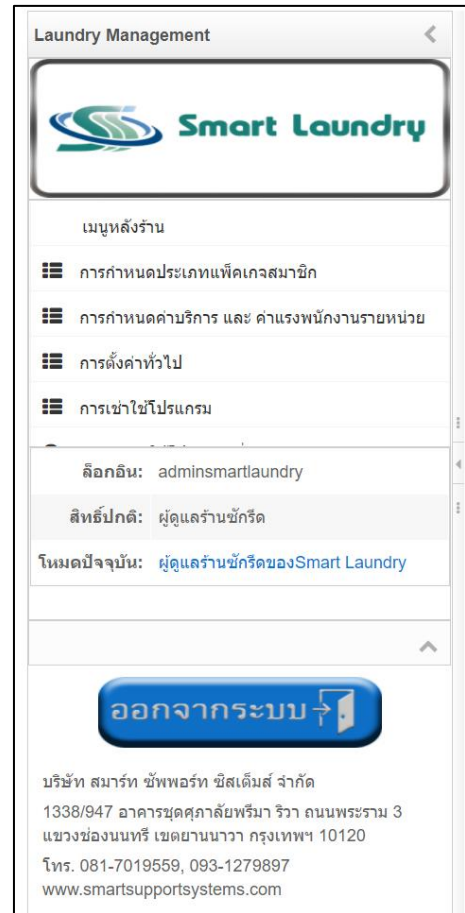 Laundry Management
Smart Laundry
เมนูหลังร้าน
การกำหนดประเภทแพ็คเกจสมาชิก
การกำหนดค่าบริการ และ ค่าแรงพนักงานรายหน่วย
การตั้งค่าทั่วไป
การเช่าใช้โปรแกรม
ล็อกอิน: adminsmartlaundry
สิทธิ์ปกติ: ผู้ดูแลร้านซักรีด
โหมดปัจจุบัน: ผู้ดูแลร้านซักรีดของSmart Laundry
ออกจากระบบ
บริษัท สมาร์ท ซัพพอร์ท ซิสเต็มส์ จำกัด
1338/947 อาคารชุดศุภาลัยพรีมา ริวา ถนนพระราม 3
แขวงช่องนนทรี เขตยานนาวา กรุงเทพฯ 10120
โทร. 081-7019559, 093-1279897
www.smartsupportsystems.com